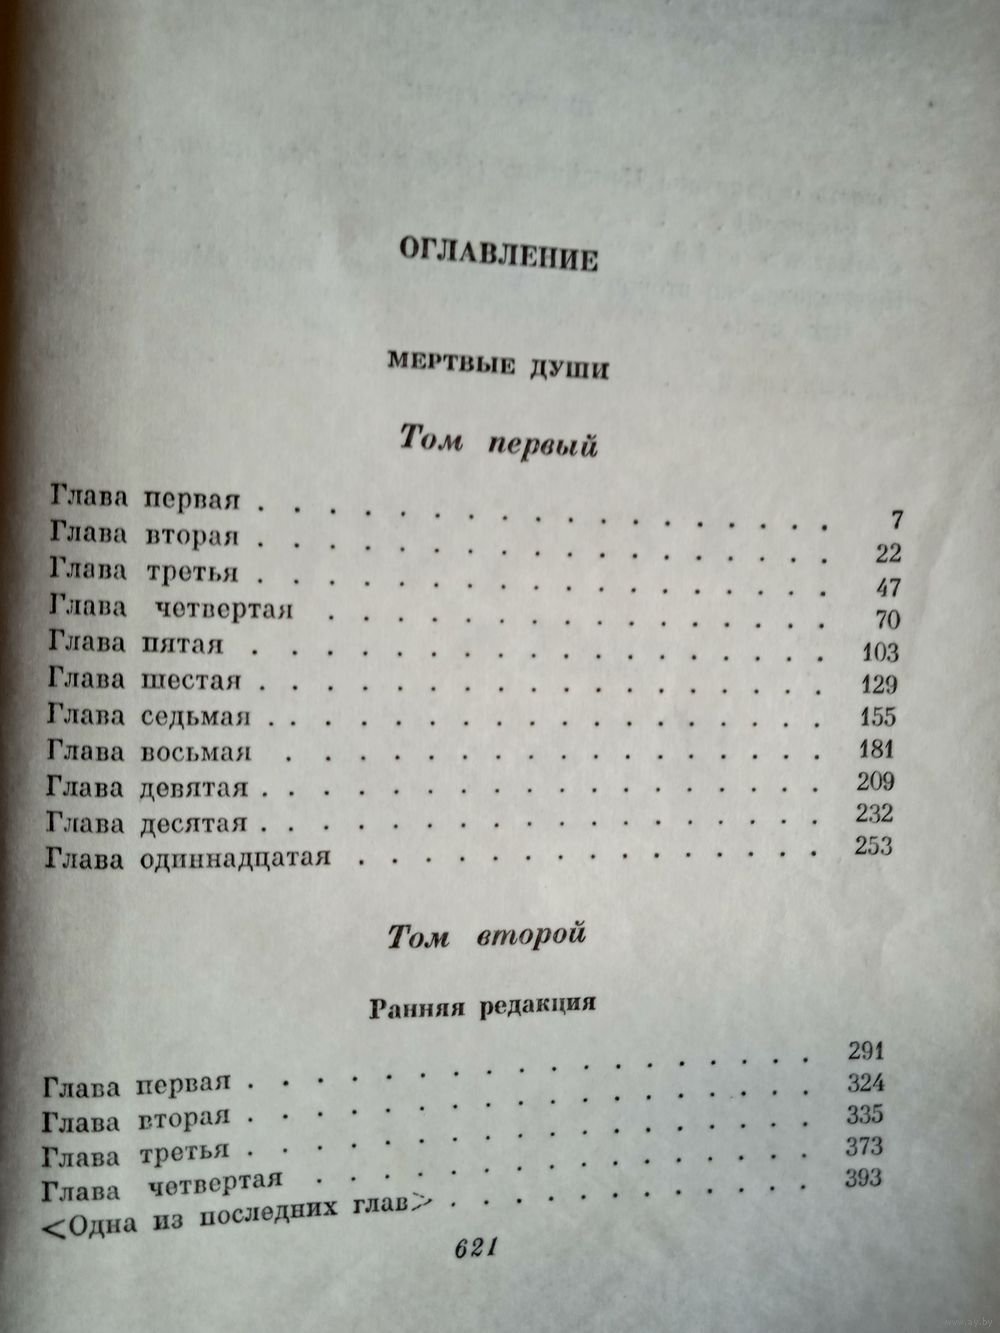 ОГЛАВЛЕНИЕ
МЕРТВЫЕ ДУШИ
Том первый
Глава первая . . . . . . . . . . . . . . . . . 7
Глава вторая . . . . . . . . . . . . . . . . . 22
Глава третья . . . . . . . . . . . . . . . . . 47
Глава четвертая . . . . . . . . . . . . . . . 70
Глава пятая . . . . . . . . . . . . . . . . . 103
Глава шестая . . . . . . . . . . . . . . . . . 129
Глава седьмая . . . . . . . . . . . . . . . . . 155
Глава восьмая . . . . . . . . . . . . . . . . 181
Глава девятая . . . . . . . . . . . . . . . . . 209
Глава десятая . . . . . . . . . . . . . . . . . 232
Глава одиннадцатая . . . . . . . . . . . . . . 253
Том второй
Ранняя редакция
Глава первая . . . . . . . . . . . . . . . . . 291
Глава вторая . . . . . . . . . . . . . . . . . 324
Глава третья . . . . . . . . . . . . . . . . . 335
Глава четвертая . . . . . . . . . . . . . . . 373
<Одна из последних глав> . . . . . . . . . . . 393
621
www.ay.by